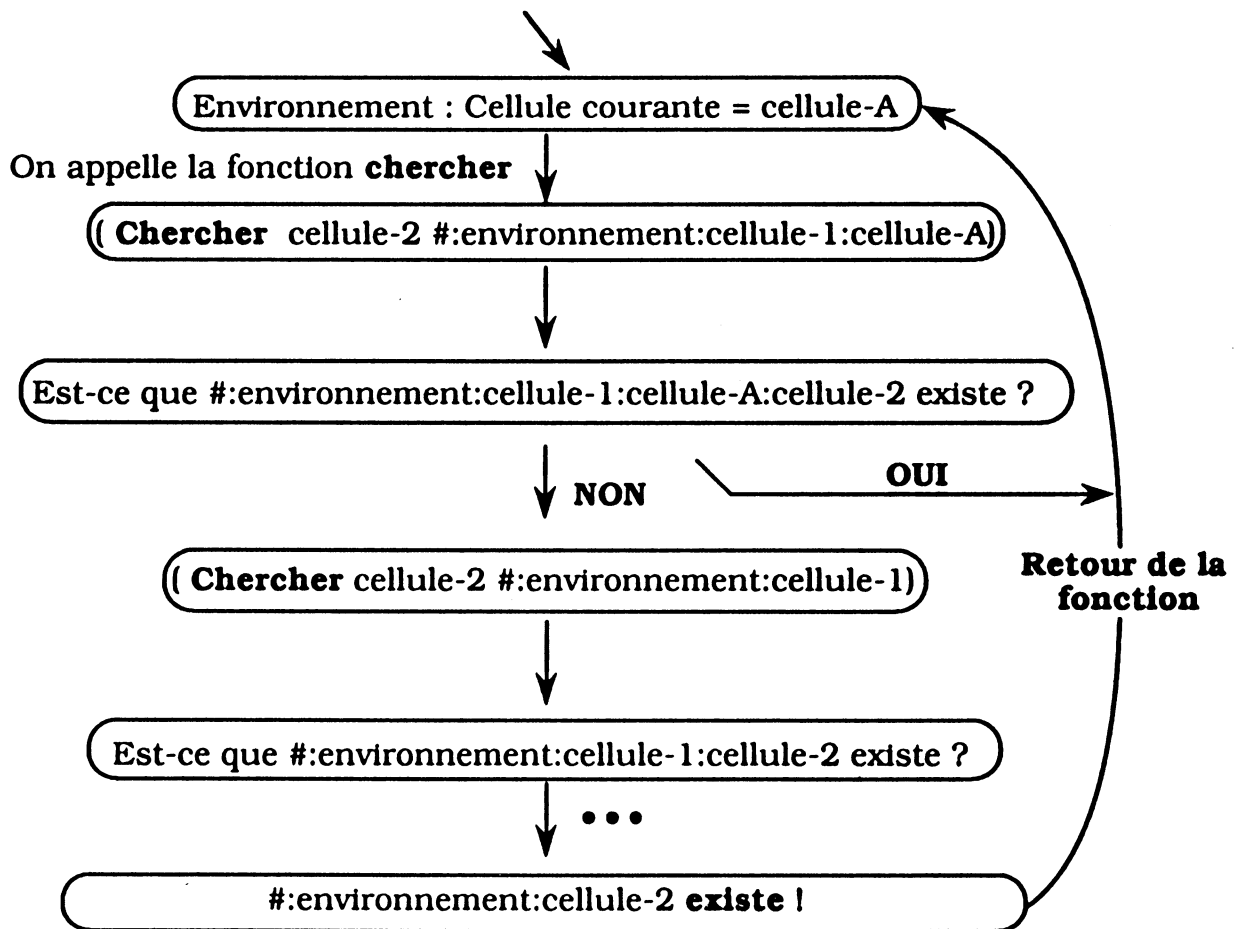 Environnement : Cellule courante = cellule-A
On appelle la fonction chercher
( Chercher cellule-2 #:environnement:cellule-1:cellule-A)
Est-ce que #:environnement:cellule-1:cellule-A:cellule-2 existe ?
OUI
NON
( Chercher cellule-2 #:environnement:cellule-1)
Retour de la
fonction
Est-ce que #:environnement:cellule-1:cellule-2 existe ?
•••
#:environnement:cellule-2 existe !